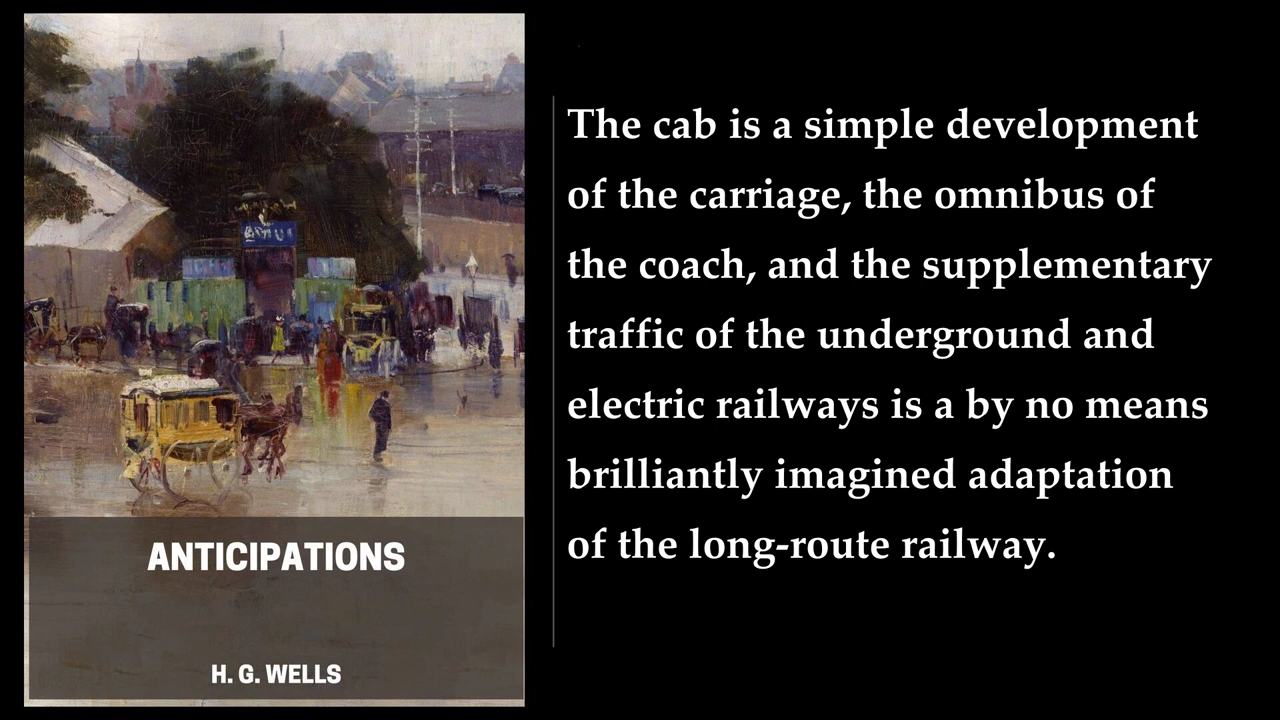 ANTICIPATIONS
H. G. WELLS
The cab is a simple development
of the carriage, the omnibus of
the coach, and the supplementary
traffic of the underground and
electric railways is a by no means
brilliantly imagined adaptation
of the long-route railway.